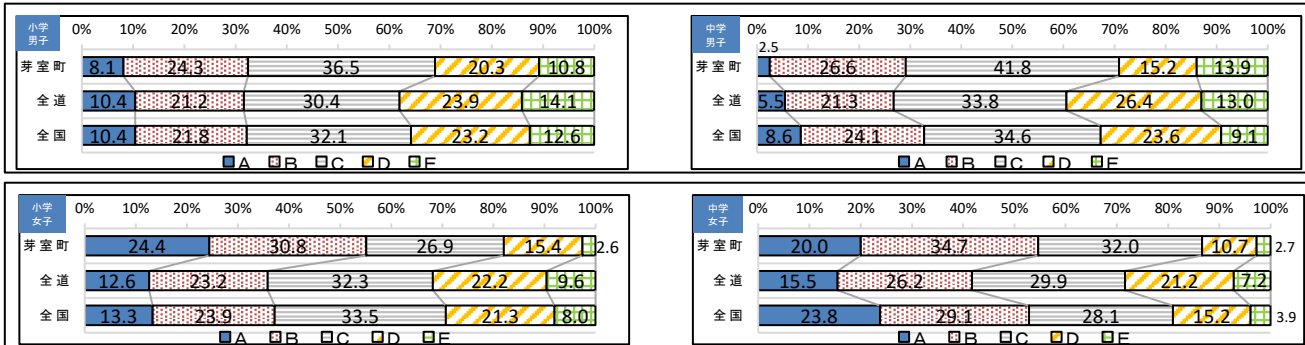 小学
男子
0% 10% 20% 30% 40% 50% 60% 70% 80% 90% 100%
芽室町 8.1 24.3 36.5 20.3 10.8
全道 10.4 21.2 30.4 23.9 14.1
全国 10.4 21.8 32.1 23.2 12.6
A B C D E
中学
男子
0% 10% 20% 30% 40% 50% 60% 70% 80% 90% 100%
芽室町 2.5 26.6 41.8 15.2 13.9
全道 5.5 21.3 33.8 26.4 13.0
全国 8.6 24.1 34.6 23.6 9.1
A B C D E
小学
女子
0% 10% 20% 30% 40% 50% 60% 70% 80% 90% 100%
芽室町 24.4 30.8 26.9 15.4 2.6
全道 12.6 23.2 32.3 22.2 9.6
全国 13.3 23.9 33.5 21.3 8.0
A B C D E
中学
女子
0% 10% 20% 30% 40% 50% 60% 70% 80% 90% 100%
芽室町 20.0 34.7 32.0 10.7 2.7
全道 15.5 26.2 29.9 21.2 7.2
全国 23.8 29.1 28.1 15.2 3.9
A B C D E